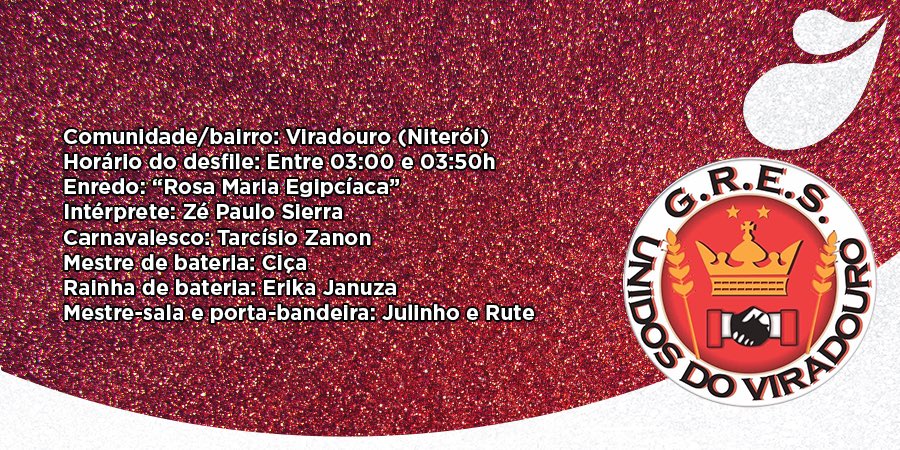 Comunidade/bairro: Viradouro (Niterói)
Horário do desfile: Entre 03:00 e 03:50h
Enredo: “Rosa Maria Egipcíaca”
Intérprete: Zé Paulo Sierra
Carnavalesco: Tarcísio Zanon
Mestre de bateria: Ciça
Rainha de bateria: Erika Januza
Mestre-sala e porta-bandeira: Julinho e Rute
G.R.E.S.
UNIDOS DO VIRADOURO